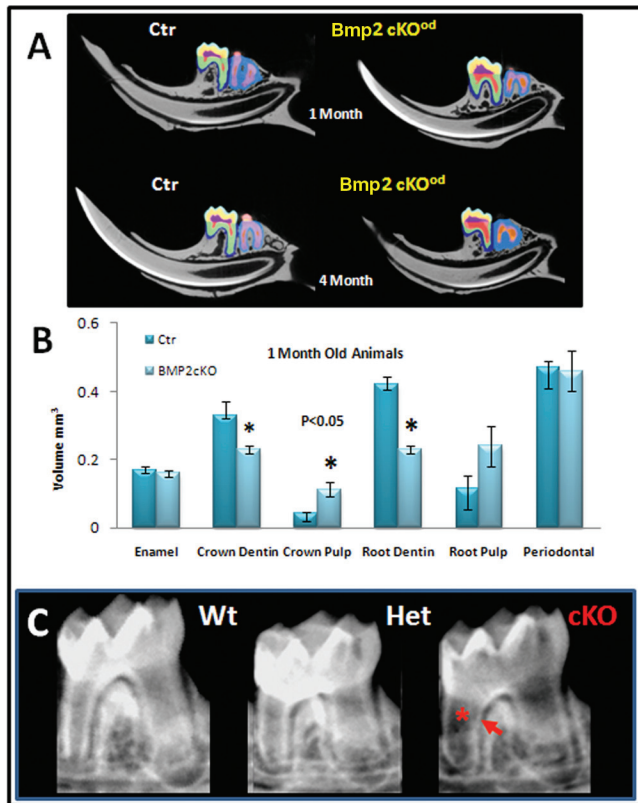 A
Ctr
Bmp2 cKOᵒᵈ
1 Month
Ctr
Bmp2 cKOᵒᵈ
4 Month
B
0.6
0.4
0.2
0
Volume mm³
Ctr
BMP2cKO
1 Month Old Animals
P<0.05
*
*
*
Enamel
Crown Dentin
Crown Pulp
Root Dentin
Root Pulp
Periodontal
C
Wt
Het
cKO
*